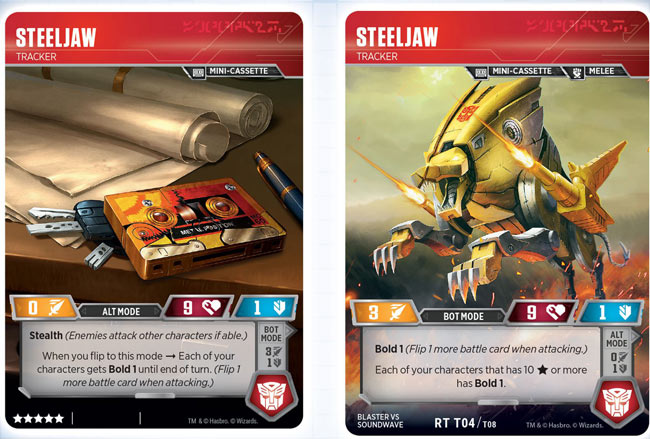 STEELJAW
TRACKER
MINI-CASSETTE
0
ALT MODE
9
1
Stealth (Enemies attack other characters if able.)
When you flip to this mode → Each of your
characters gets Bold 1 until end of turn. (Flip 1
more battle card when attacking.)
BOT
MODE
3
1
★★★★★
TM & © Hasbro. © Wizards.
STEELJAW
TRACKER
MINI-CASSETTE
MELEE
3
BOT MODE
9
1
Bold 1 (Flip 1 more battle card when attacking.)
Each of your characters that has 10 ★ or more
has Bold 1.
ALT
MODE
0
1
BLASTER VS
SOUNDWAVE
RT T04/T08
TM & © Hasbro. © Wizards.